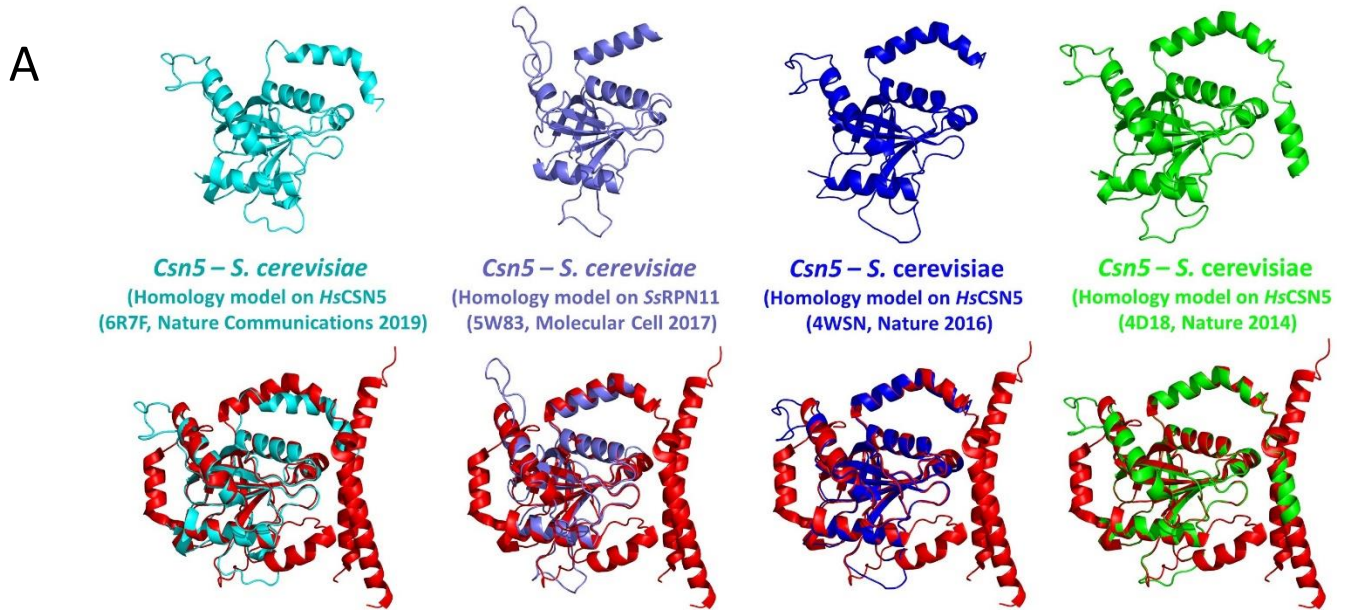 A
Csn5 – S. cerevisiae
(Homology model on HsCSN5
(6R7F, Nature Communications 2019)
Csn5 – S. cerevisiae
(Homology model on SsRPN11
(5W83, Molecular Cell 2017)
Csn5 – S. cerevisiae
(Homology model on HsCSN5
(4WSN, Nature 2016)
Csn5 – S. cerevisiae
(Homology model on HsCSN5
(4D18, Nature 2014)